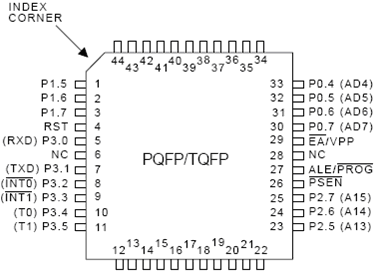 INDEX
CORNER
44 43 42 41 40 39 38 37 36 35 34
P1.5 1 33 P0.4 (AD4)
P1.6 2 32 P0.5 (AD5)
P1.7 3 31 P0.6 (AD6)
RST 4 30 P0.7 (AD7)
(RXD) P3.0 5 29 EA/VPP
NC 6 PQFP/TQFP 28 NC
(TXD) P3.1 7 27 ALE/PROG
(INT0) P3.2 8 26 PSEN
(INT1) P3.3 9 25 P2.7 (A15)
(T0) P3.4 10 24 P2.6 (A14)
(T1) P3.5 11 23 P2.5 (A13)
12 13 14 15 16 17 18 19 20 21 22